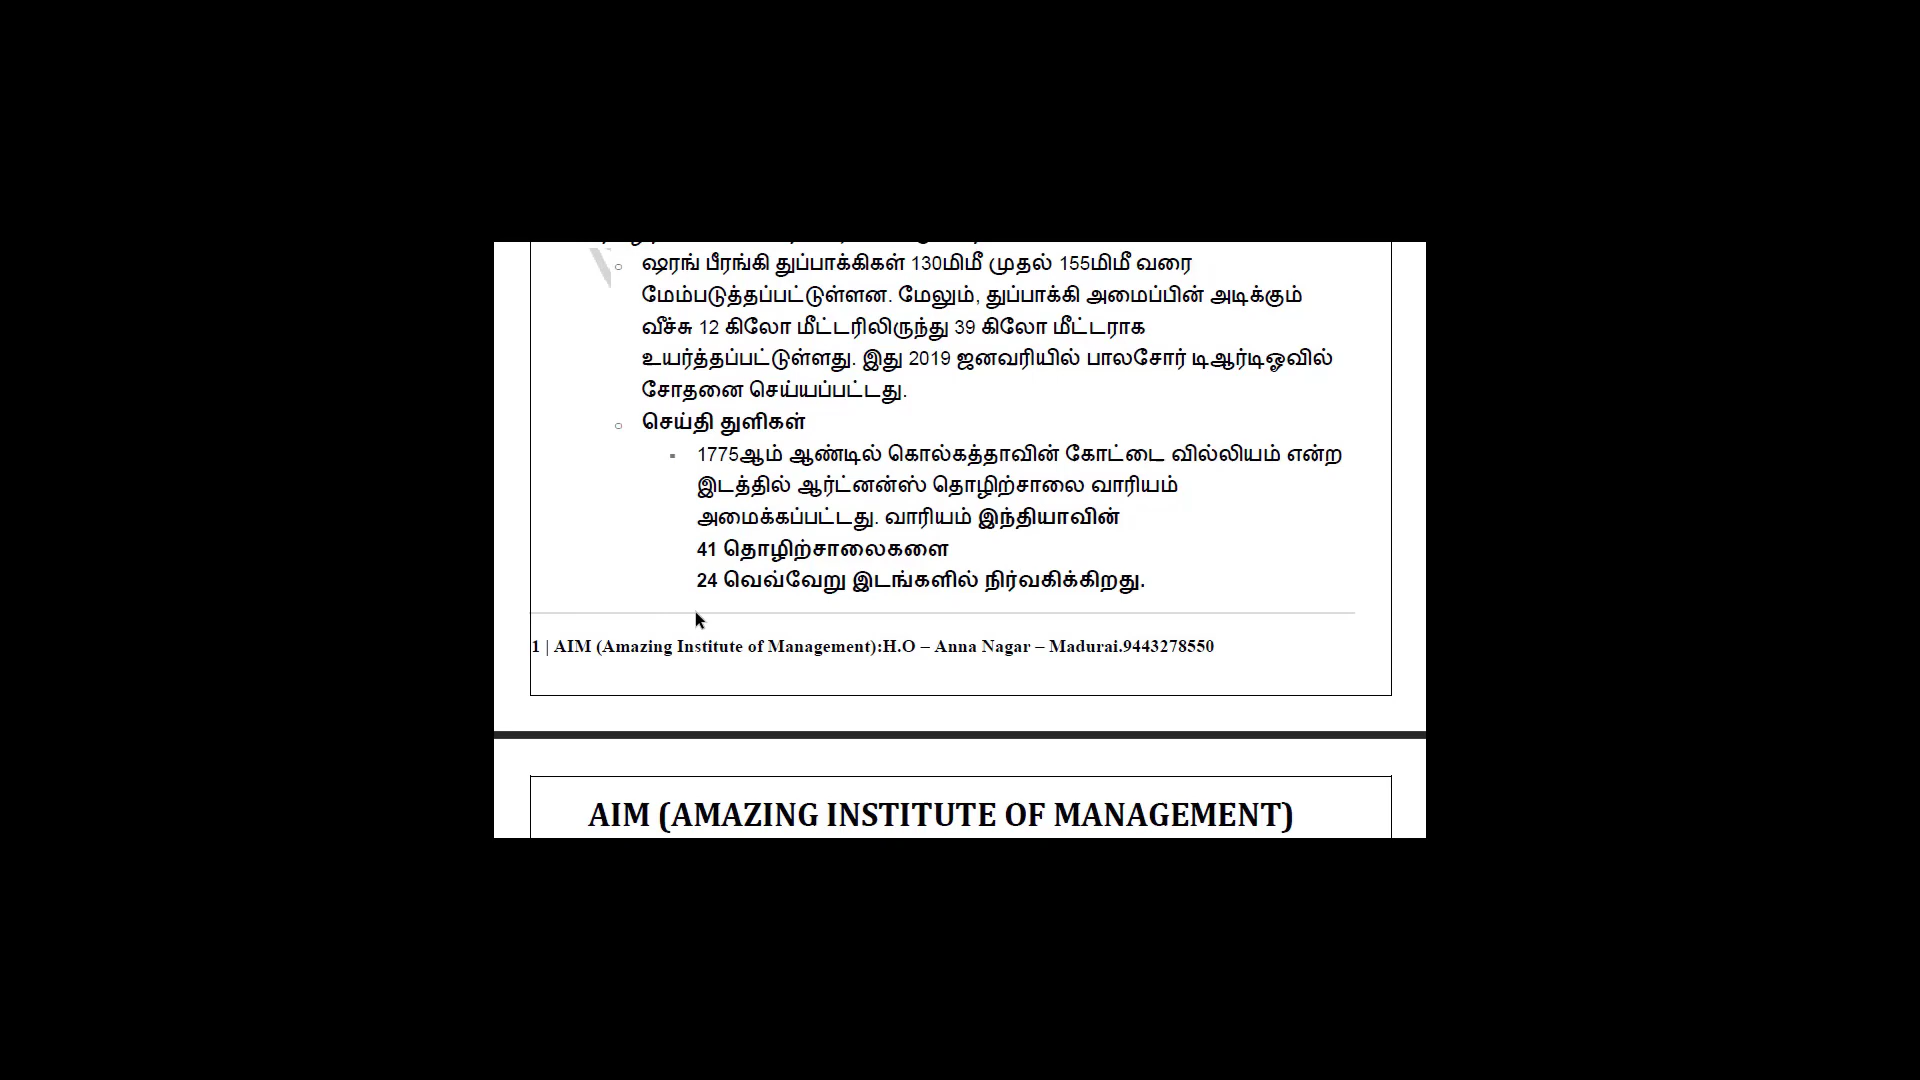 ஷரங் பீரங்கி துப்பாக்கிகள் 130மிமீ முதல் 155மிமீ வரை
மேம்படுத்தப்பட்டுள்ளன. மேலும், துப்பாக்கி அமைப்பின் அடிக்கும்
வீச்சு 12 கிலோ மீட்டரிலிருந்து 39 கிலோ மீட்டராக
உயர்த்தப்பட்டுள்ளது. இது 2019 ஜனவரியில் பாலசோர் டிஆர்டிஓவில்
சோதனை செய்யப்பட்டது.
செய்தி துளிகள்
1775ஆம் ஆண்டில் கொல்கத்தாவின் கோட்டை வில்லியம் என்ற
இடத்தில் ஆர்ட்னன்ஸ் தொழிற்சாலை வாரியம்
அமைக்கப்பட்டது. வாரியம் இந்தியாவின்
41 தொழிற்சாலைகளை
24 வெவ்வேறு இடங்களில் நிர்வகிக்கிறது.
1 | AIM (Amazing Institute of Management):H.O – Anna Nagar – Madurai.9443278550
AIM (AMAZING INSTITUTE OF MANAGEMENT)